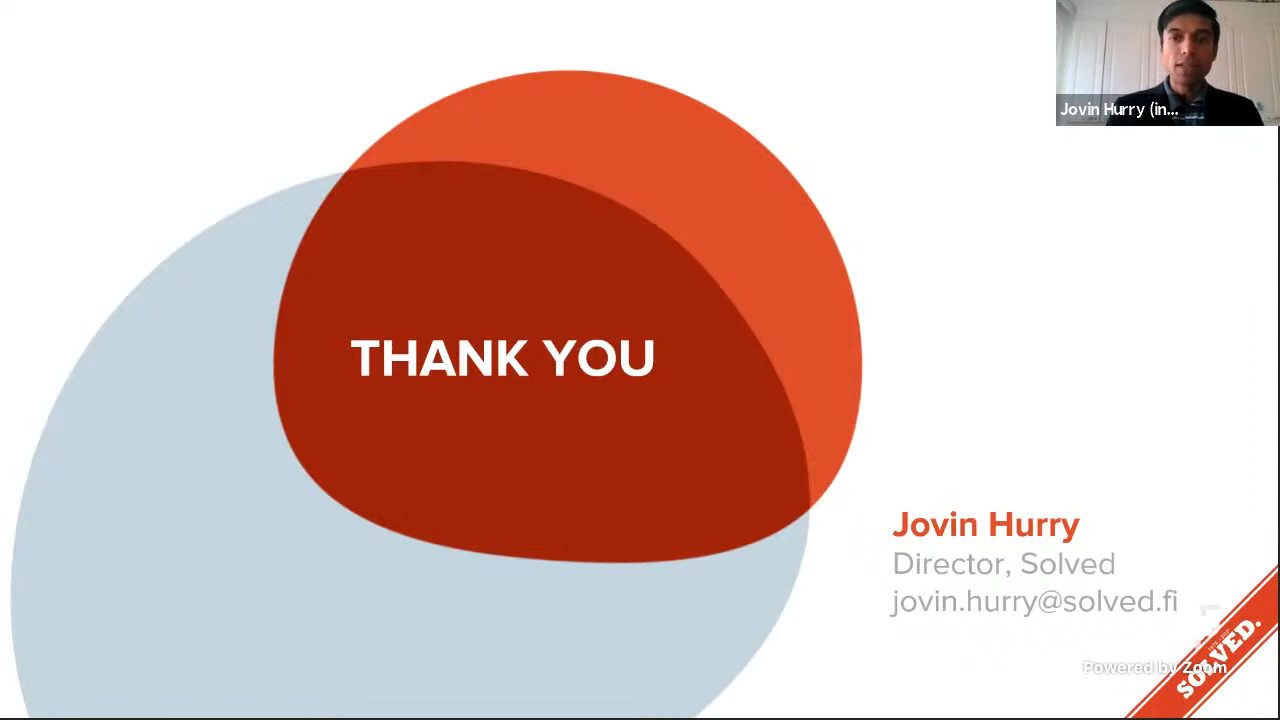 Jovin Hurry (in...
THANK YOU
Jovin Hurry
Director, Solved
jovin.hurry@solved.fi
SOLVED.
Powered by Zoom